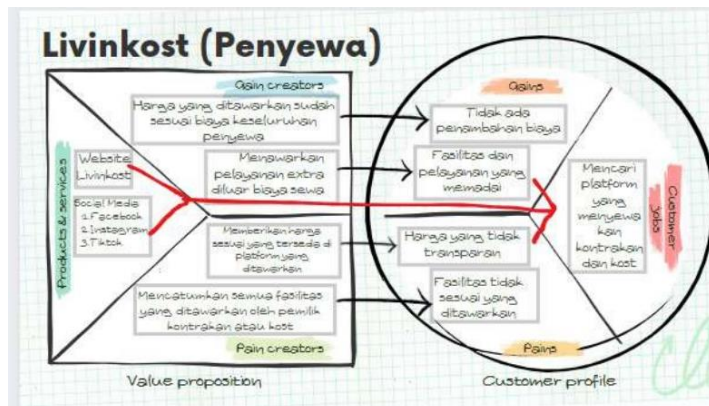 Livinkost (Penyewa)
Gain creators
Harga yang ditawarkan sudah
sesuai biaya keseluruhan
penyewa
Menawarkan
pelayanan extra
diluar biaya sewa
Products & services
Website
Livinkost
Social Media
1. Facebook
2. Instagram
3. Tiktok
Memberikan harga
sesuai yang tersedia di
platform yang
ditawarkan
Mencatumkan semua fasilitas
yang ditawarkan oleh pemilik
kontrakan atau kost
Pain creators
Value proposition
Gains
Tidak ada
penambahan biaya
Fasilitas dan
pelayanan yang
memadai
Mencari
platform
yang
menyewa
kan
kontrakan
dan kost
Customer
jobs
Harga yang tidak
transparan
Fasilitas tidak
sesuai yang
ditawarkan
Pains
Customer profile